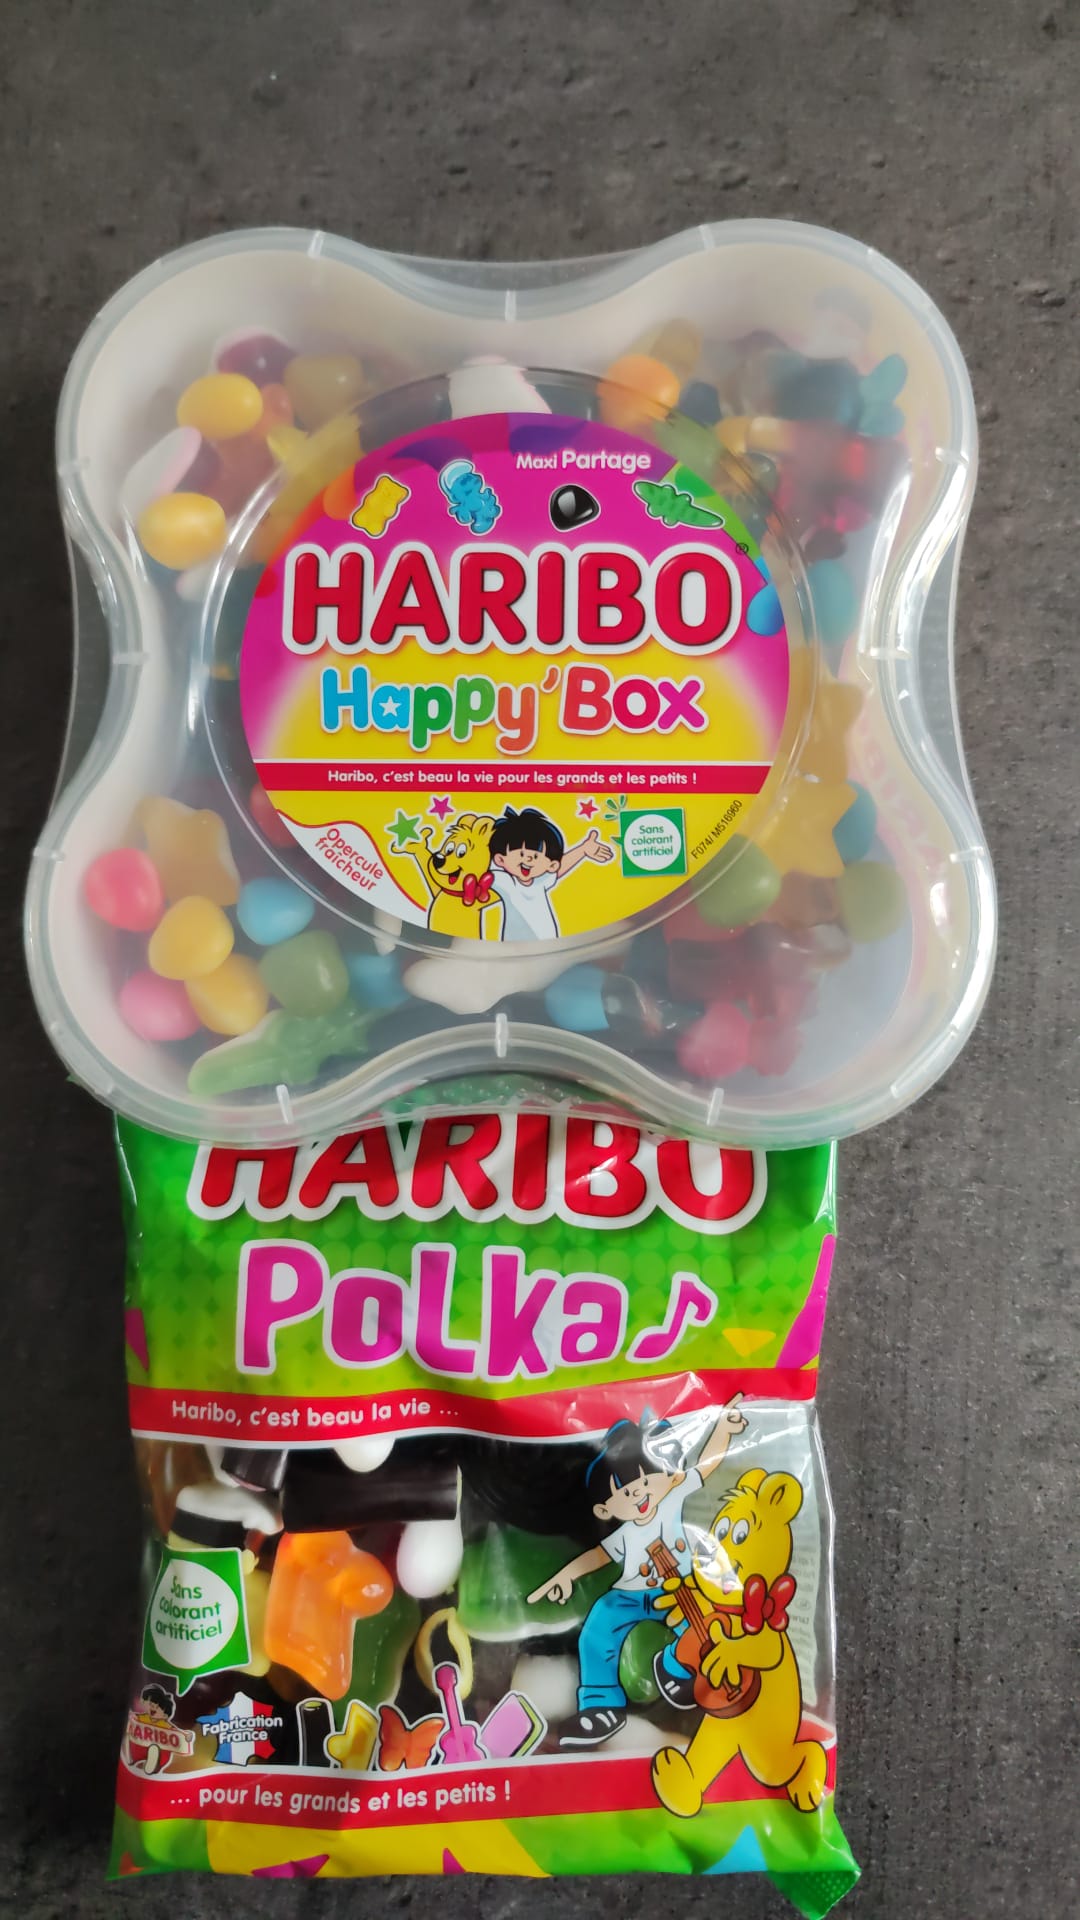 Maxi Partage
HARIBO
®
Happy'Box
Haribo, c'est beau la vie pour les grands et les petits !
Opercule
fraîcheur
Sans
colorant
artificiel
F074/ M516960
HARIBO
PoLka
Haribo, c'est beau la vie ...
Sans
colorant
artificiel
HARIBO
Fabrication
France
... pour les grands et les petits !